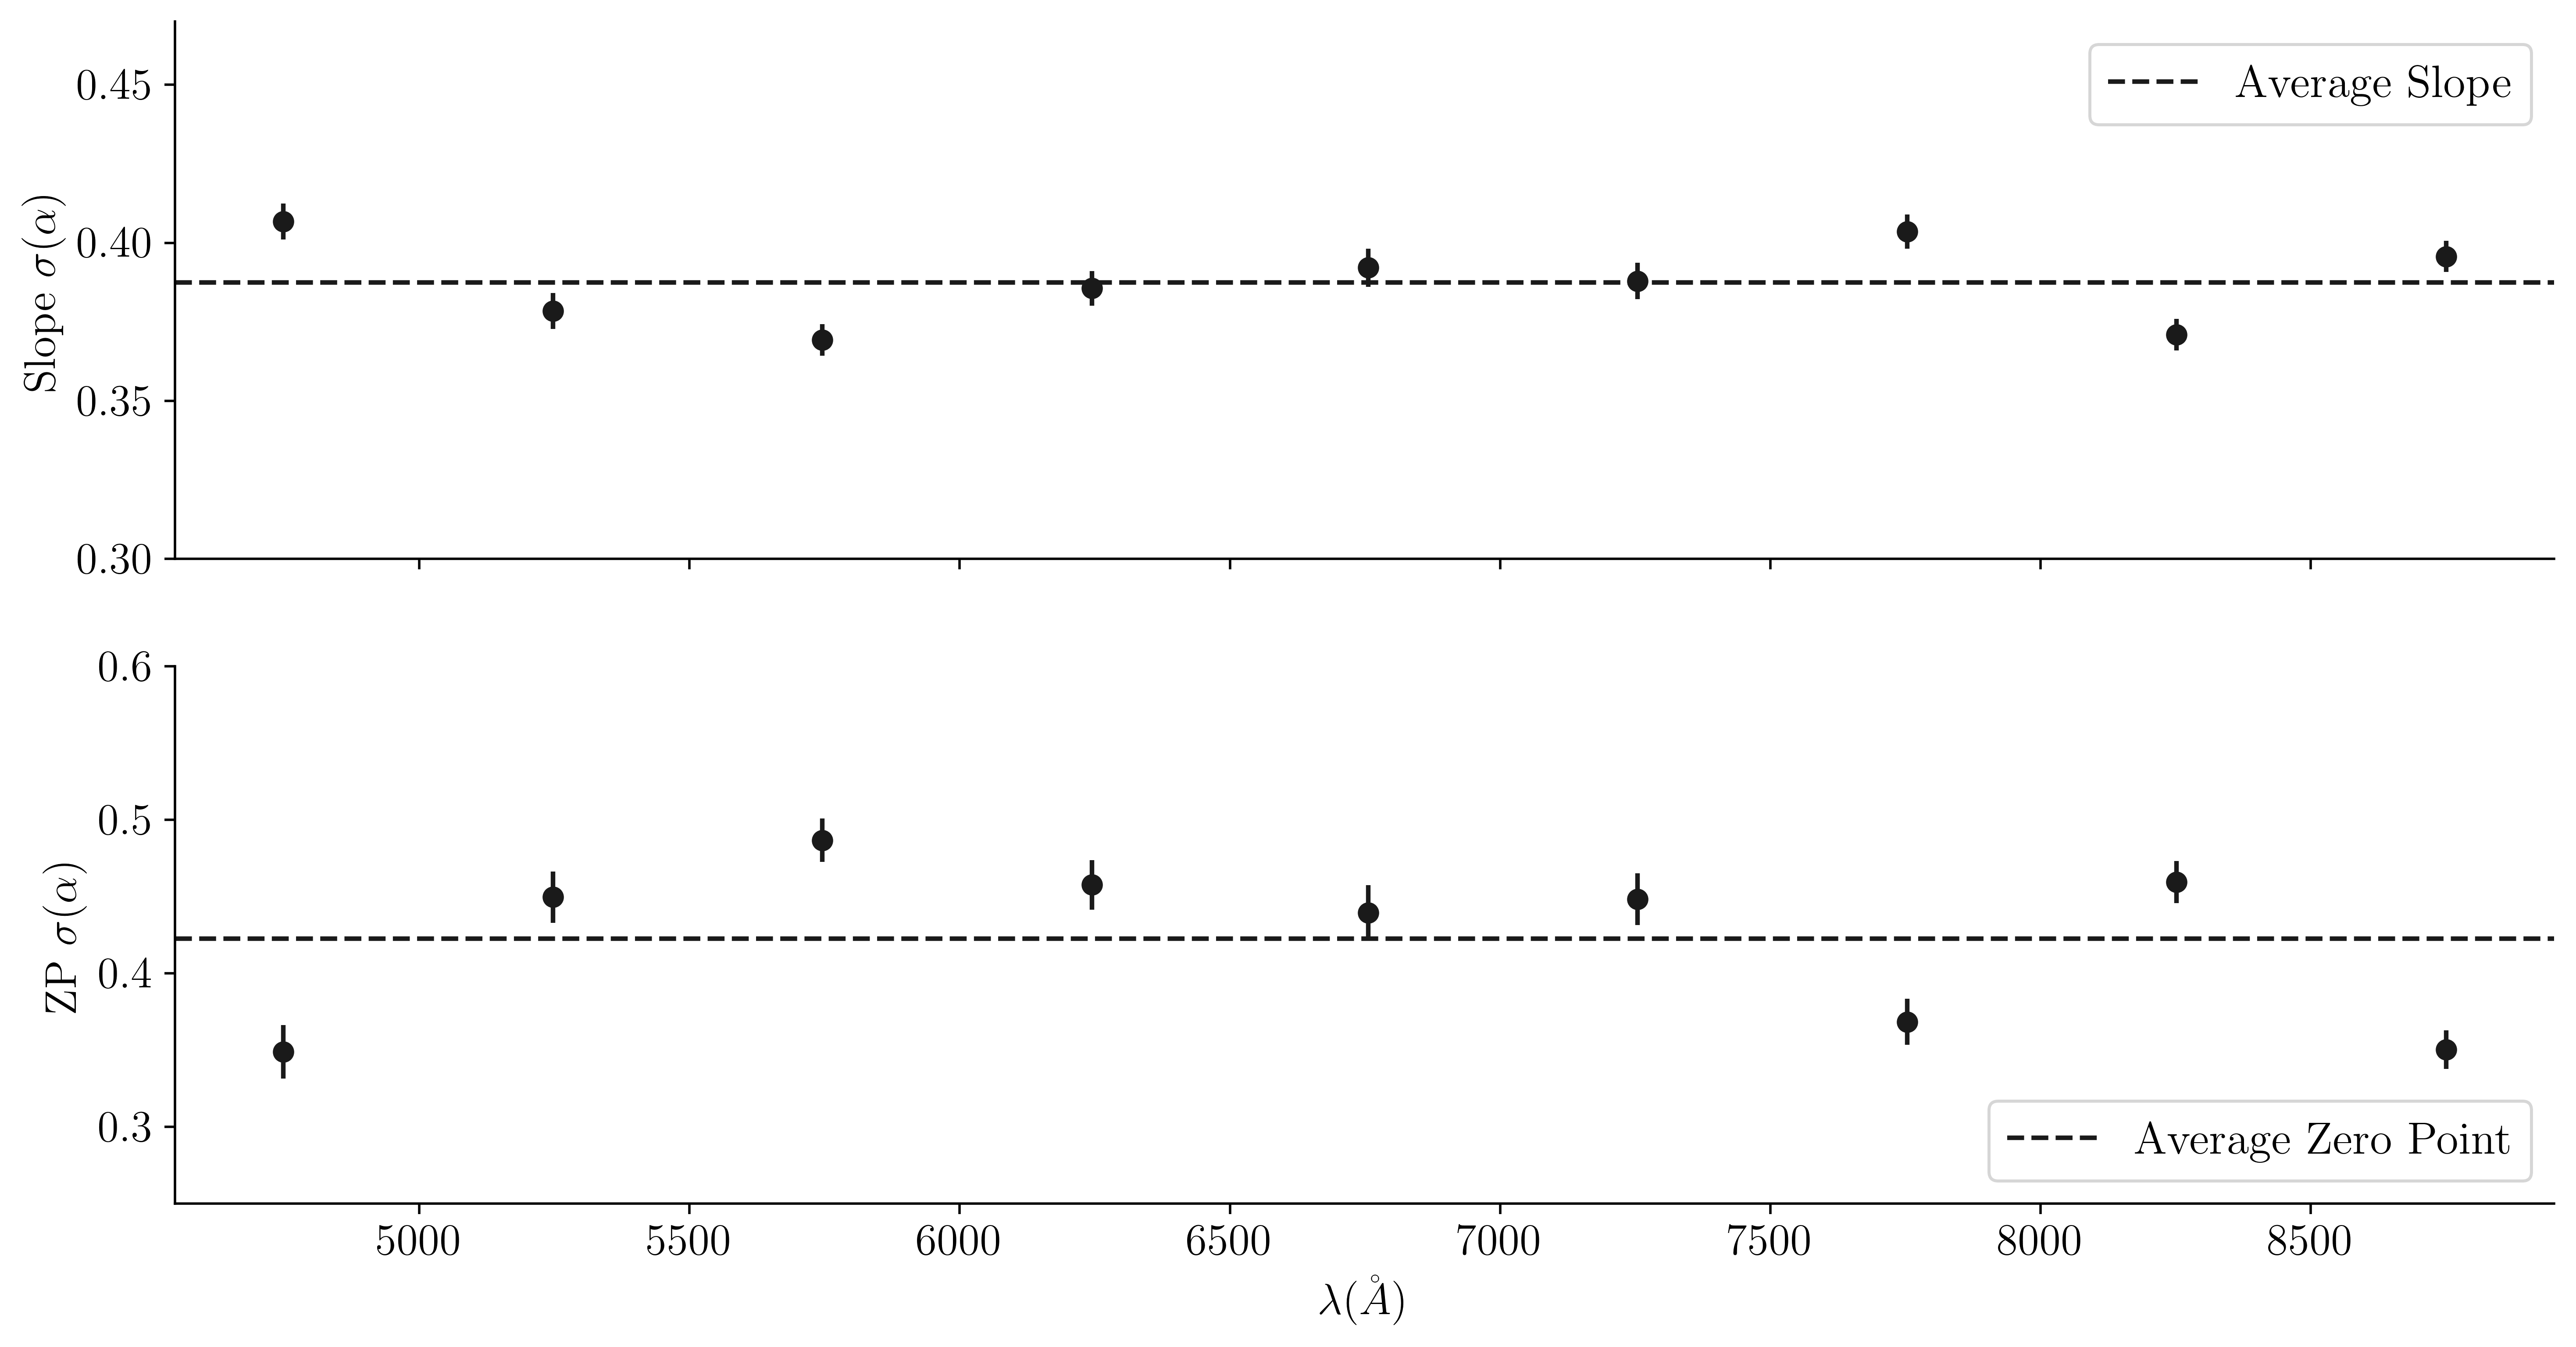 Slope σ(α)
0.45
0.40
0.35
0.30
Average Slope
ZP σ(α)
0.6
0.5
0.4
0.3
Average Zero Point
5000 5500 6000 6500 7000 7500 8000 8500
λ(Å)